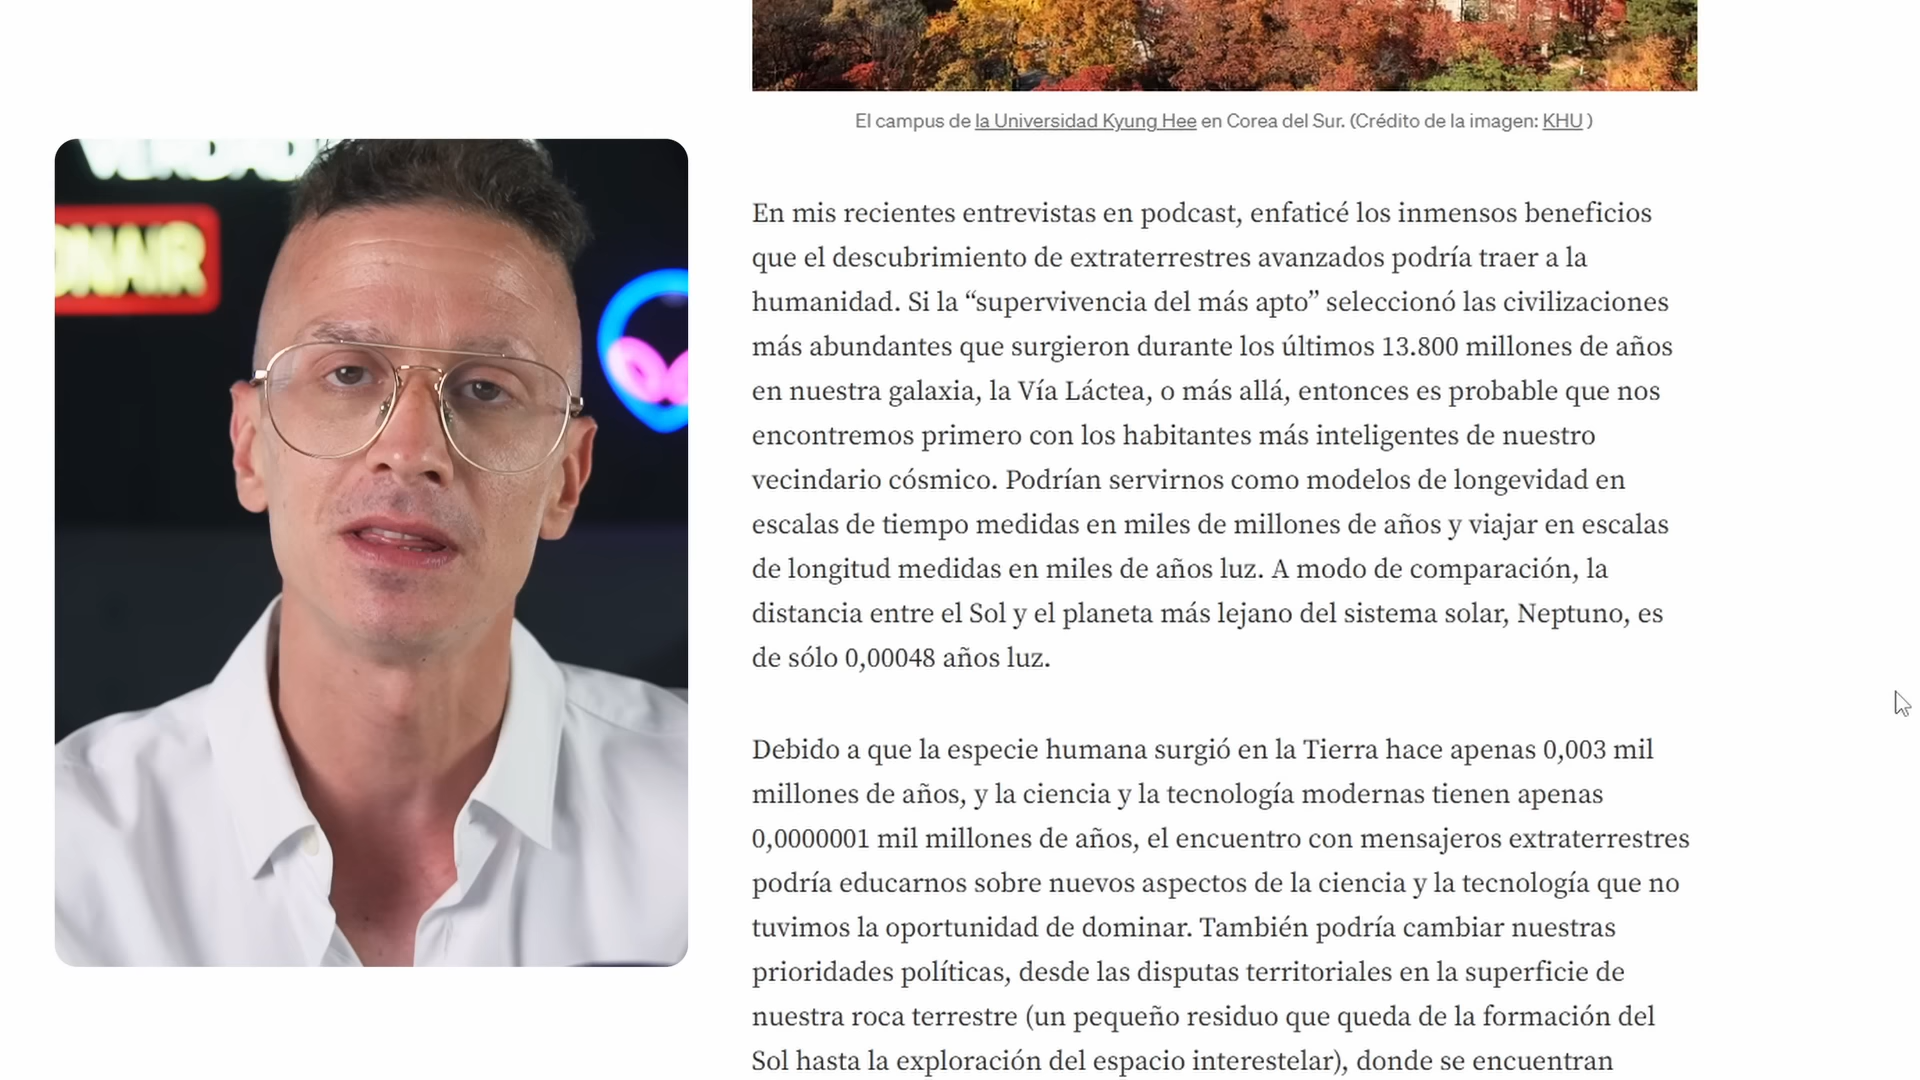 El campus de la Universidad Kyung Hee en Corea del Sur. (Crédito de la imagen: KHU )
ONAIR
En mis recientes entrevistas en podcast, enfaticé los inmensos beneficios
que el descubrimiento de extraterrestres avanzados podría traer a la
humanidad. Si la “supervivencia del más apto” seleccionó las civilizaciones
más abundantes que surgieron durante los últimos 13.800 millones de años
en nuestra galaxia, la Vía Láctea, o más allá, entonces es probable que nos
encontremos primero con los habitantes más inteligentes de nuestro
vecindario cósmico. Podrían servirnos como modelos de longevidad en
escalas de tiempo medidas en miles de millones de años y viajar en escalas
de longitud medidas en miles de años luz. A modo de comparación, la
distancia entre el Sol y el planeta más lejano del sistema solar, Neptuno, es
de sólo 0,00048 años luz.
Debido a que la especie humana surgió en la Tierra hace apenas 0,003 mil
millones de años, y la ciencia y la tecnología modernas tienen apenas
0,0000001 mil millones de años, el encuentro con mensajeros extraterrestres
podría educarnos sobre nuevos aspectos de la ciencia y la tecnología que no
tuvimos la oportunidad de dominar. También podría cambiar nuestras
prioridades políticas, desde las disputas territoriales en la superficie de
nuestra roca terrestre (un pequeño residuo que queda de la formación del
Sol hasta la exploración del espacio interestelar), donde se encuentran